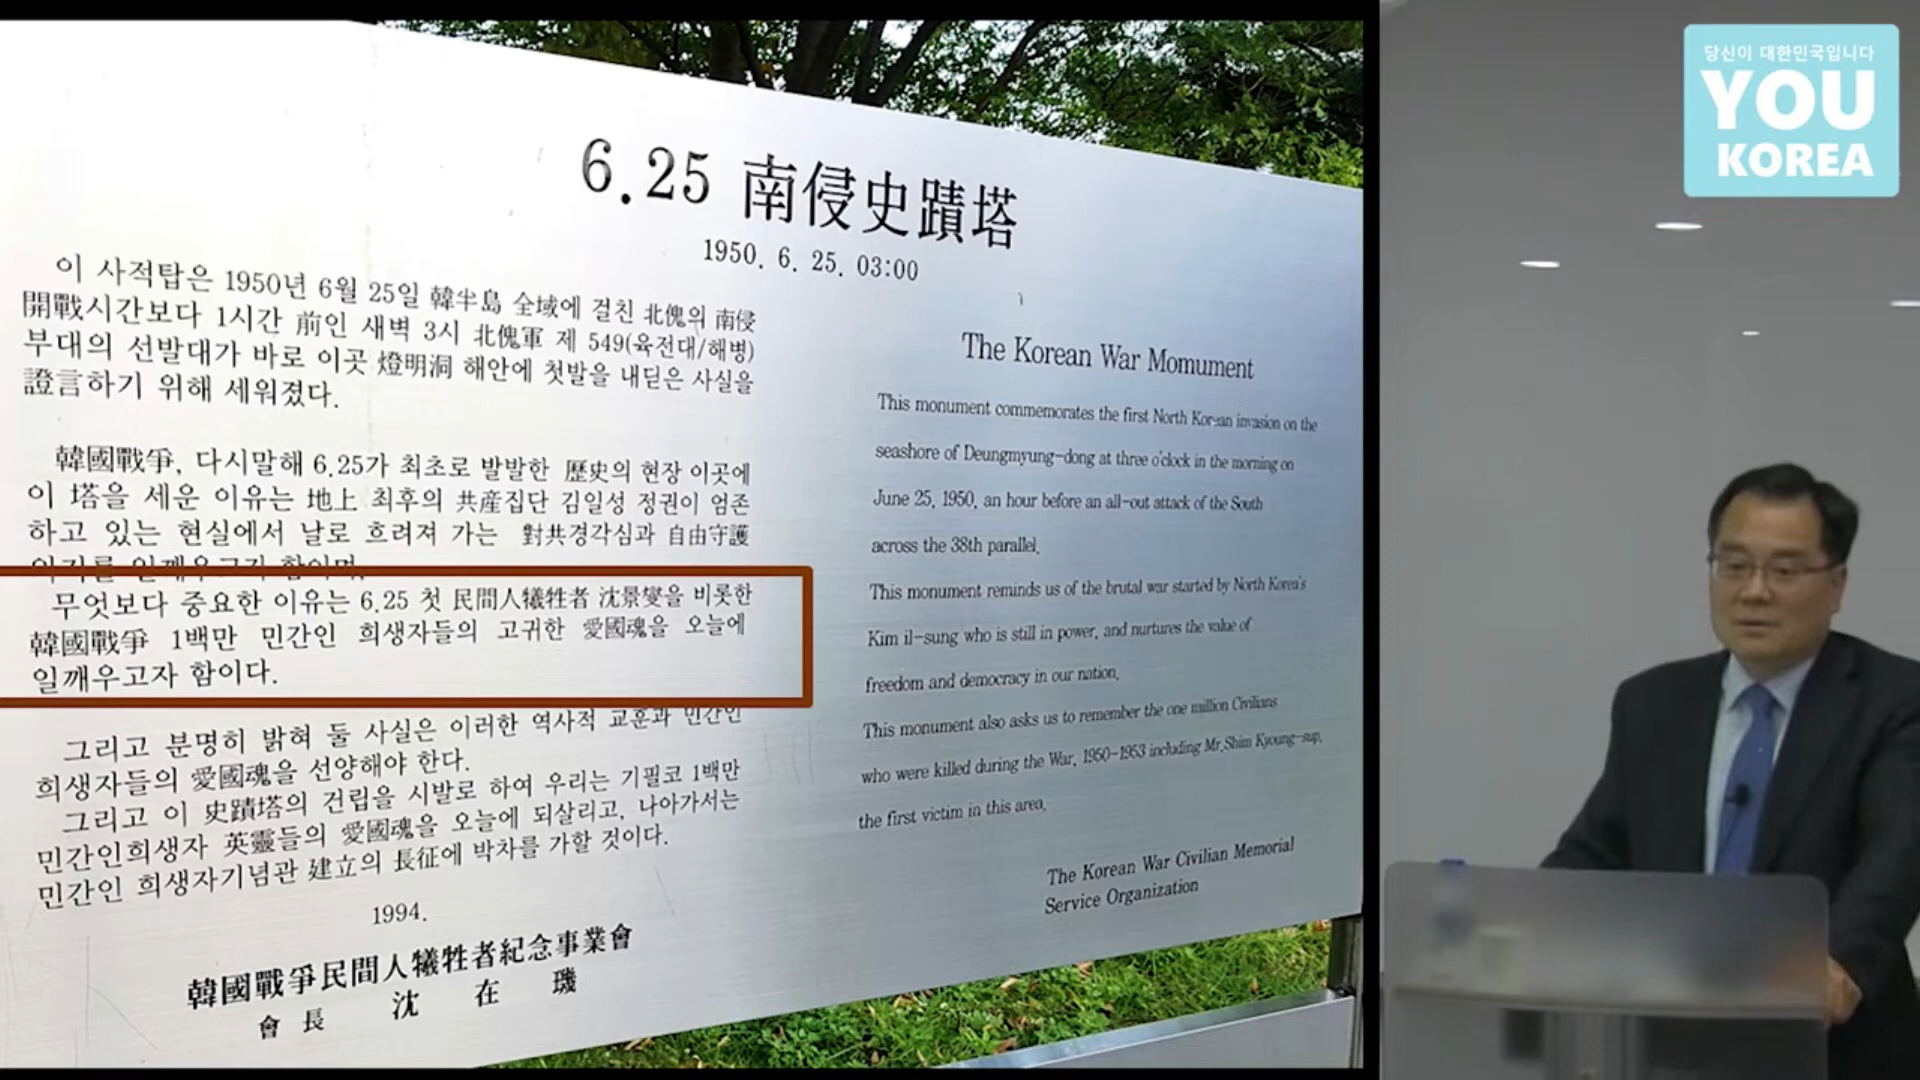 6.25 南侵史蹟塔
1950. 6. 25. 03:00
이 사적탑은 1950년 6월 25일 韓半島 全域에 걸친 北傀의 南侵
開戰시간보다 1시간 前인 새벽 3시 北傀軍 제 549(육전대/해병)
부대의 선발대가 바로 이곳 燈明洞 해안에 첫발을 내딛은 사실을
證言하기 위해 세워졌다.
韓國戰爭, 다시말해 6.25가 최초로 발발한 歷史의 현장 이곳에
이 塔을 세운 이유는 地上 최후의 共産집단 김일성 정권이 엄존
하고 있는 현실에서 날로 흐려져 가는 對共경각심과 自由守護
의지를 일깨우고자 함이며,
무엇보다 중요한 이유는 6.25 첫 民間人犧牲者 沈景燮을 비롯한
韓國戰爭 1백만 민간인 희생자들의 고귀한 愛國魂을 오늘에
일깨우고자 함이다.
그리고 분명히 밝혀 둘 사실은 이러한 역사적 교훈과 민간인
희생자들의 愛國魂을 선양해야 한다.
그리고 이 史蹟塔의 건립을 시발로 하여 우리는 기필코 1백만
민간인희생자 英靈들의 愛國魂을 오늘에 되살리고, 나아가서는
민간인 희생자기념관 建立의 長征에 박차를 가할 것이다.
1994.
韓國戰爭民間人犧牲者紀念事業會
會長 沈在璣
The Korean War Momument
This monument commemorates the first North Korean invasion on the
seashore of Deungmyung-dong at three o'clock in the morning on
June 25, 1950, an hour before an all-out attack of the South
across the 38th parallel.
This monument reminds us of the brutal war started by North Korea's
Kim il-sung who is still in power, and nurtures the value of
freedom and democracy in our nation.
This monument also asks us to remember the one million Civilians
who were killed during the War, 1950-1953 including Mr.Shim Kyoung-sup,
the first victim in this area.
The Korean War Civilian Memorial
Service Organization
당신이 대한민국입니다
YOU
KOREA